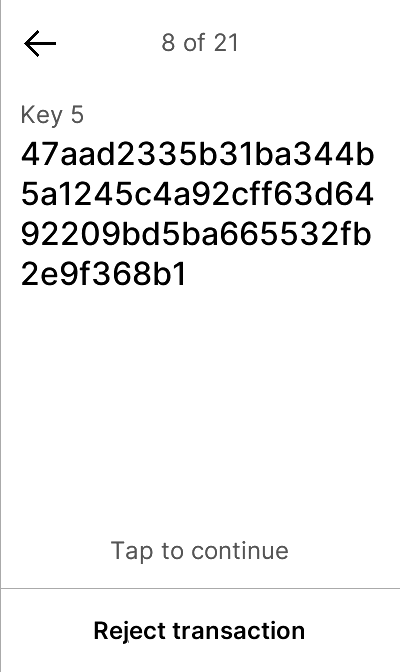 8 of 21
Key 5
47aad2335b31ba344b
5a1245c4a92cff63d64
92209bd5ba665532fb
2e9f368b1
Tap to continue
Reject transaction